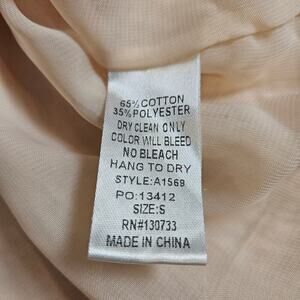 65% COTTON
35% POLYESTER
DRY CLEAN ONLY
COLOR WILL BLEED
NO BLEACH
HANG TO DRY
STYLE:A1569
PO:13412
SIZE:S
RN#130733
MADE IN CHINA